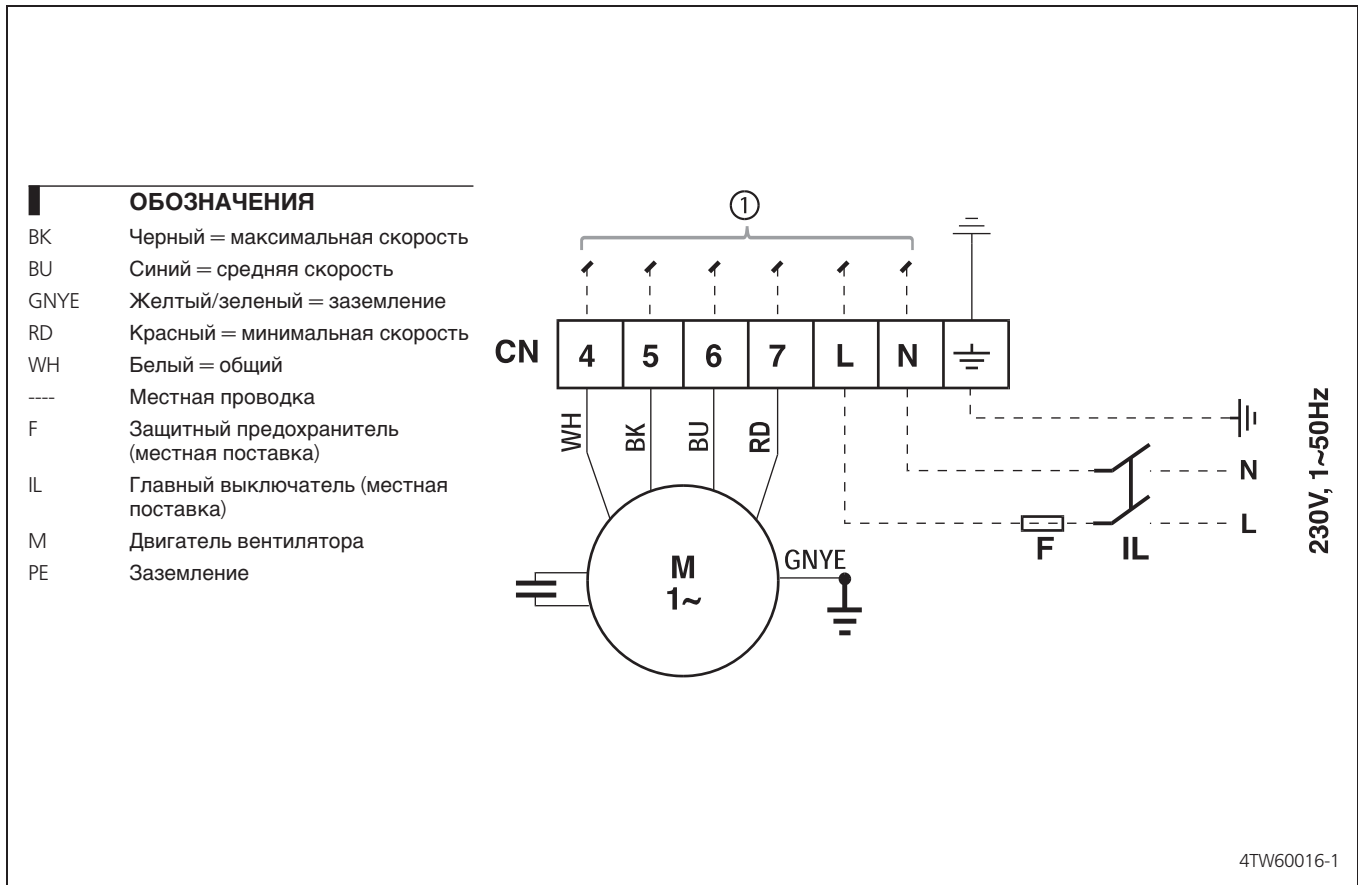 ОБОЗНАЧЕНИЯ
BK Черный = максимальная скорость
BU Синий = средняя скорость
GNYE Желтый/зеленый = заземление
RD Красный = минимальная скорость
WH Белый = общий
---- Местная проводка
F Защитный предохранитель
(местная поставка)
IL Главный выключатель (местная
поставка)
M Двигатель вентилятора
PE Заземление
①
CN 4 5 6 7 L N
WH BK BU RD
M
1~
GNYE
F IL
N
L
230V, 1~50Hz
4TW60016-1